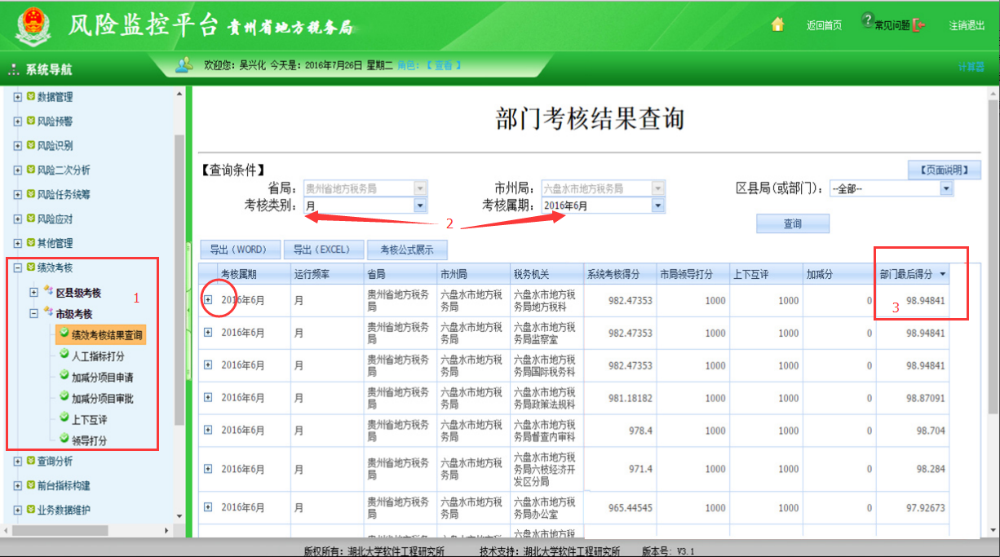 风险监控平台 贵州省地方税务局
返回首页 常见问题 注销退出
系统导航
欢迎您: 吴兴化 今天是: 2016年7月26日 星期二 角色: 【 查看 】
计算器
数据管理
风险预警
风险识别
风险二次分析
风险任务统筹
风险应对
其他管理
绩效考核
区县级考核
1
市级考核
绩效考核结果查询
人工指标打分
加减分项目申请
加减分项目审批
上下互评
领导打分
查询分析
前台指标构建
业务数据维护
部门考核结果查询
【查询条件】
【页面说明】
省局: 贵州省地方税务局 市州局: 六盘水市地方税务局 区县局(或部门): --全部--
考核类别: 月 考核属期: 2016年6月
2
查询
导出 (WORD) 导出 (EXCEL) 考核公式展示
考核属期 运行频率 省局 市州局 税务机关 系统考核得分 市局领导打分 上下互评 加减分 部门最后得分
3
2016年6月 月 贵州省地方税务局 六盘水市地方税务局 六盘水市地方税务局地方税科 982.47353 1000 1000 0 98.94841
2016年6月 月 贵州省地方税务局 六盘水市地方税务局 六盘水市地方税务局监察室 982.47353 1000 1000 0 98.94841
2016年6月 月 贵州省地方税务局 六盘水市地方税务局 六盘水市地方税务局国际税务科 982.47353 1000 1000 0 98.94841
2016年6月 月 贵州省地方税务局 六盘水市地方税务局 六盘水市地方税务局政策法规科 981.18182 1000 1000 0 98.87091
2016年6月 月 贵州省地方税务局 六盘水市地方税务局 六盘水市地方税务局督查内审科 978.4 1000 1000 0 98.704
2016年6月 月 贵州省地方税务局 六盘水市地方税务局 六盘水市地方税务局六枝经济开发区分局 971.4 1000 1000 0 98.284
2016年6月 月 贵州省地方税务局 六盘水市地方税务局 六盘水市地方税务局办公室 965.44545 1000 1000 0 97.92673
六盘水市地方税
版权所有: 湖北大学软件工程研究所 技术支持: 湖北大学软件工程研究所 版本号: V3.1